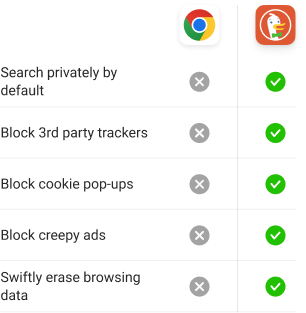 Search privately by
default
Block 3rd party trackers
Block cookie pop-ups
Block creepy ads
Swiftly erase browsing
data